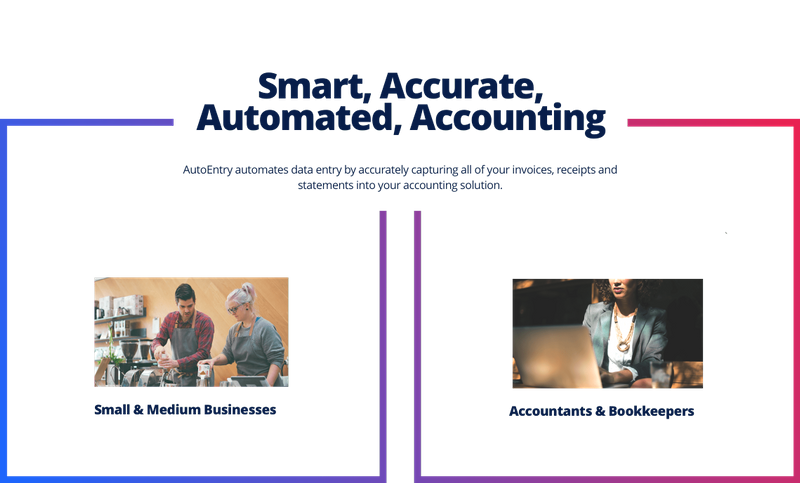 Smart, Accurate,
Automated, Accounting
AutoEntry automates data entry by accurately capturing all of your invoices, receipts and
statements into your accounting solution.
Small & Medium Businesses
Accountants & Bookkeepers